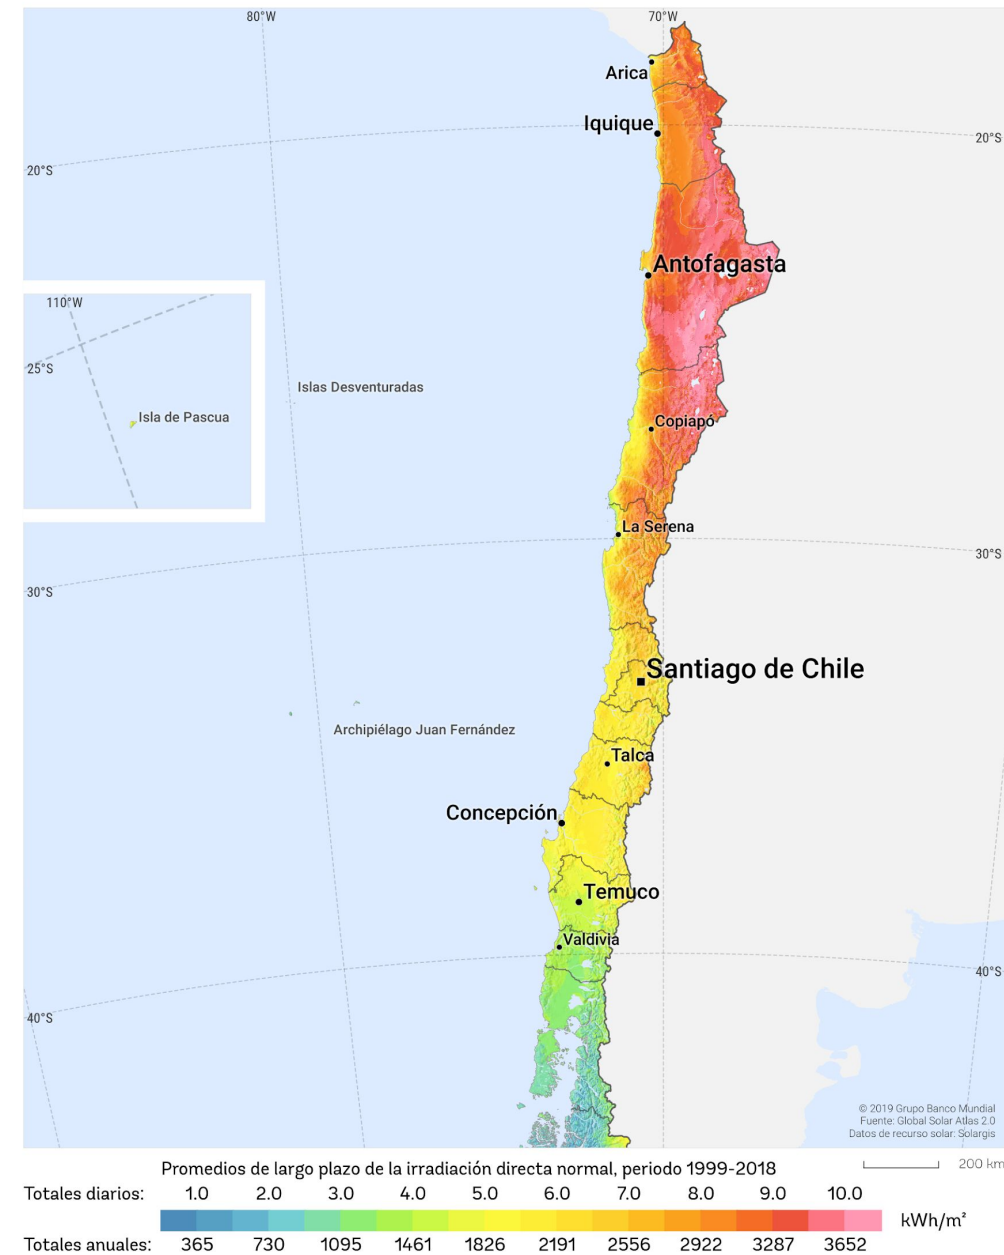 80°W
70°W
Arica
Iquique
20°S
20°S
Antofagasta
110°W
25°S
Islas Desventuradas
Isla de Pascua
Copiapó
La Serena
30°S
30°S
Santiago de Chile
Archipiélago Juan Fernández
Talca
Concepción
Temuco
Valdivia
40°S
40°S
© 2019 Grupo Banco Mundial
Fuente: Global Solar Atlas 2.0
Datos de recurso solar: Solargis
Promedios de largo plazo de la irradiación directa normal, periodo 1999-2018
200 km
Totales diarios: 1.0 2.0 3.0 4.0 5.0 6.0 7.0 8.0 9.0 10.0
kWh/m²
Totales anuales: 365 730 1095 1461 1826 2191 2556 2922 3287 3652